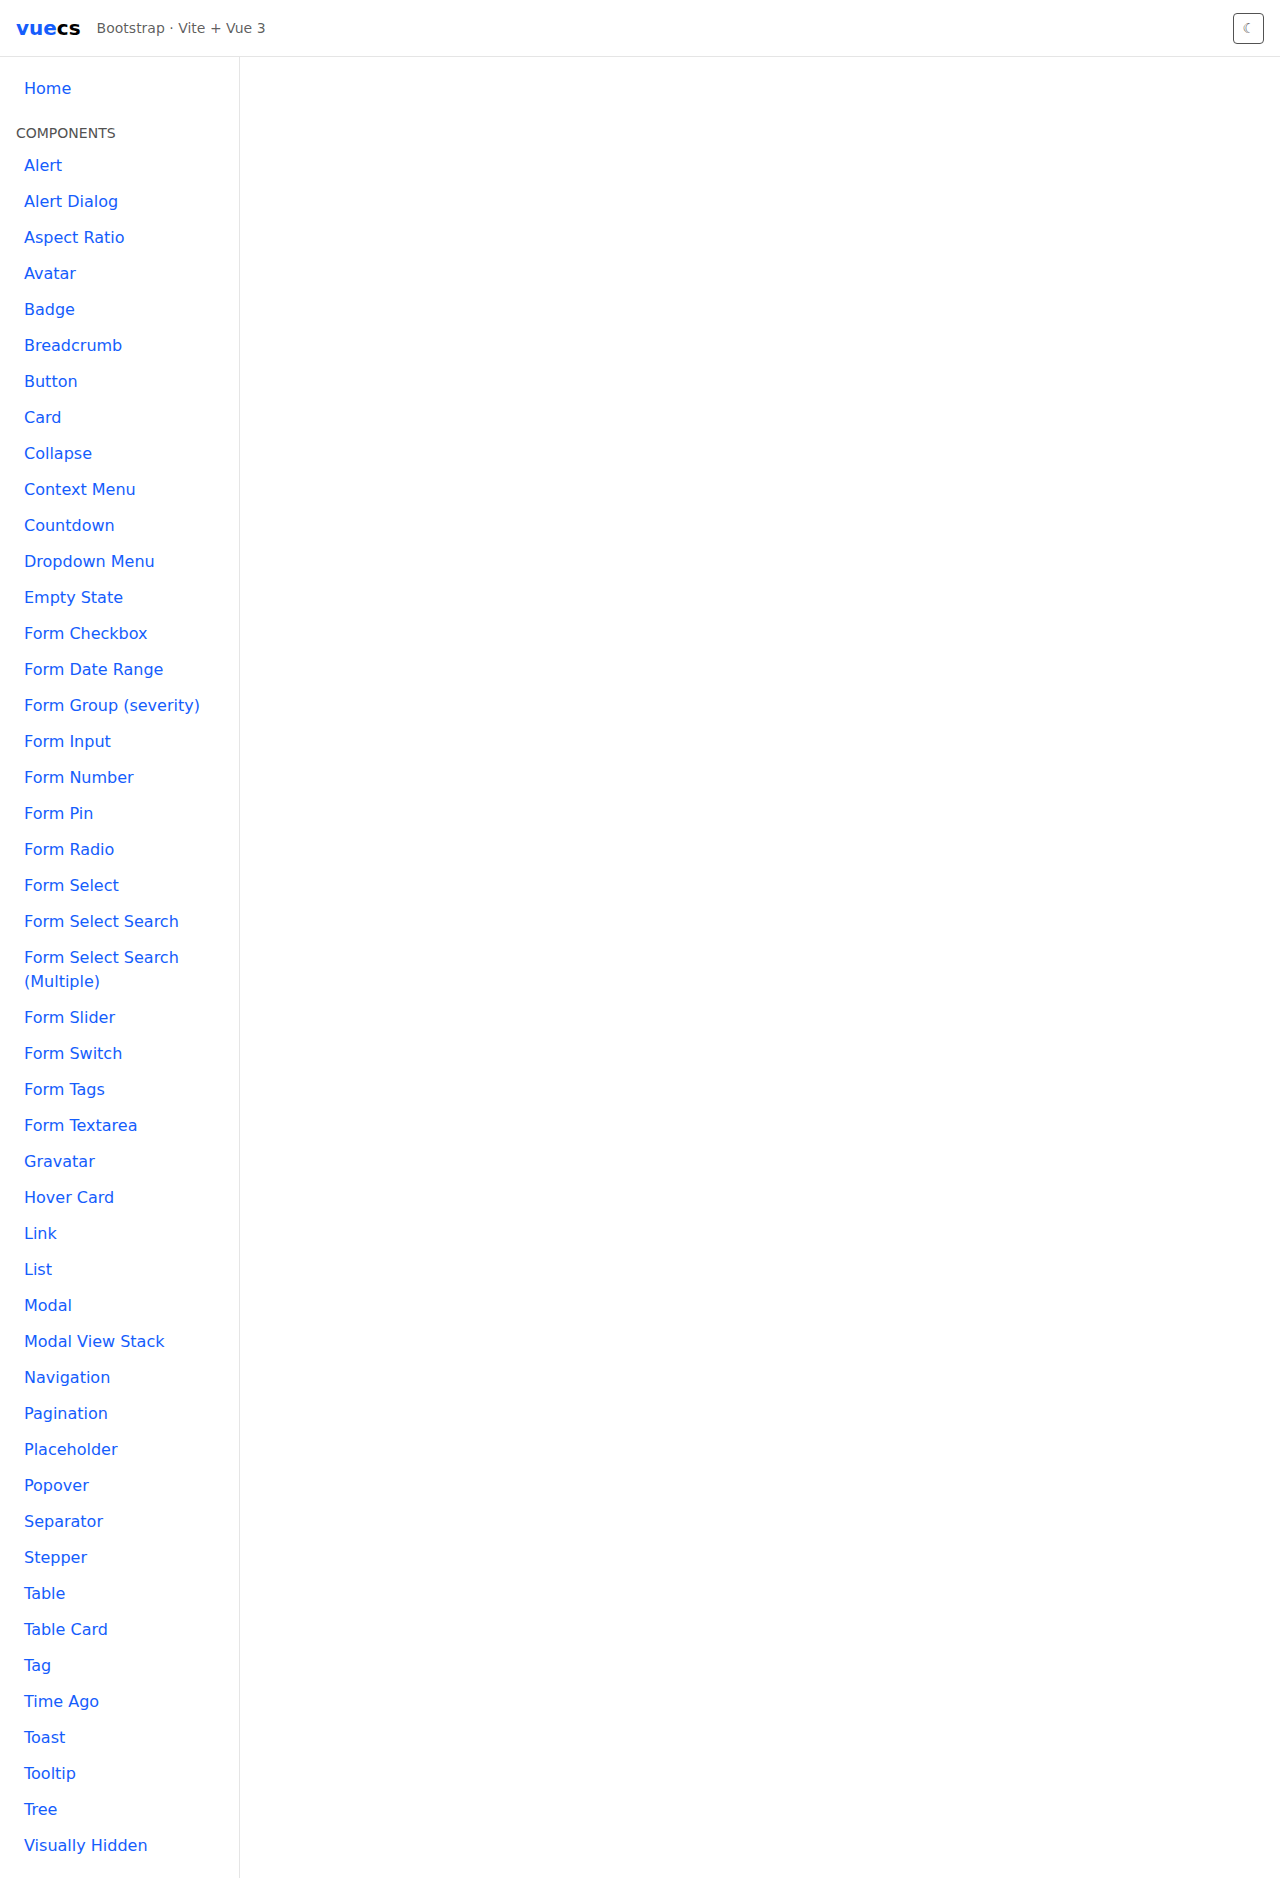 vuecs Bootstrap · Vite + Vue 3
Home
COMPONENTS
Alert
Alert Dialog
Aspect Ratio
Avatar
Badge
Breadcrumb
Button
Card
Collapse
Context Menu
Countdown
Dropdown Menu
Empty State
Form Checkbox
Form Date Range
Form Group (severity)
Form Input
Form Number
Form Pin
Form Radio
Form Select
Form Select Search
Form Select Search
(Multiple)
Form Slider
Form Switch
Form Tags
Form Textarea
Gravatar
Hover Card
Link
List
Modal
Modal View Stack
Navigation
Pagination
Placeholder
Popover
Separator
Stepper
Table
Table Card
Tag
Time Ago
Toast
Tooltip
Tree
Visually Hidden